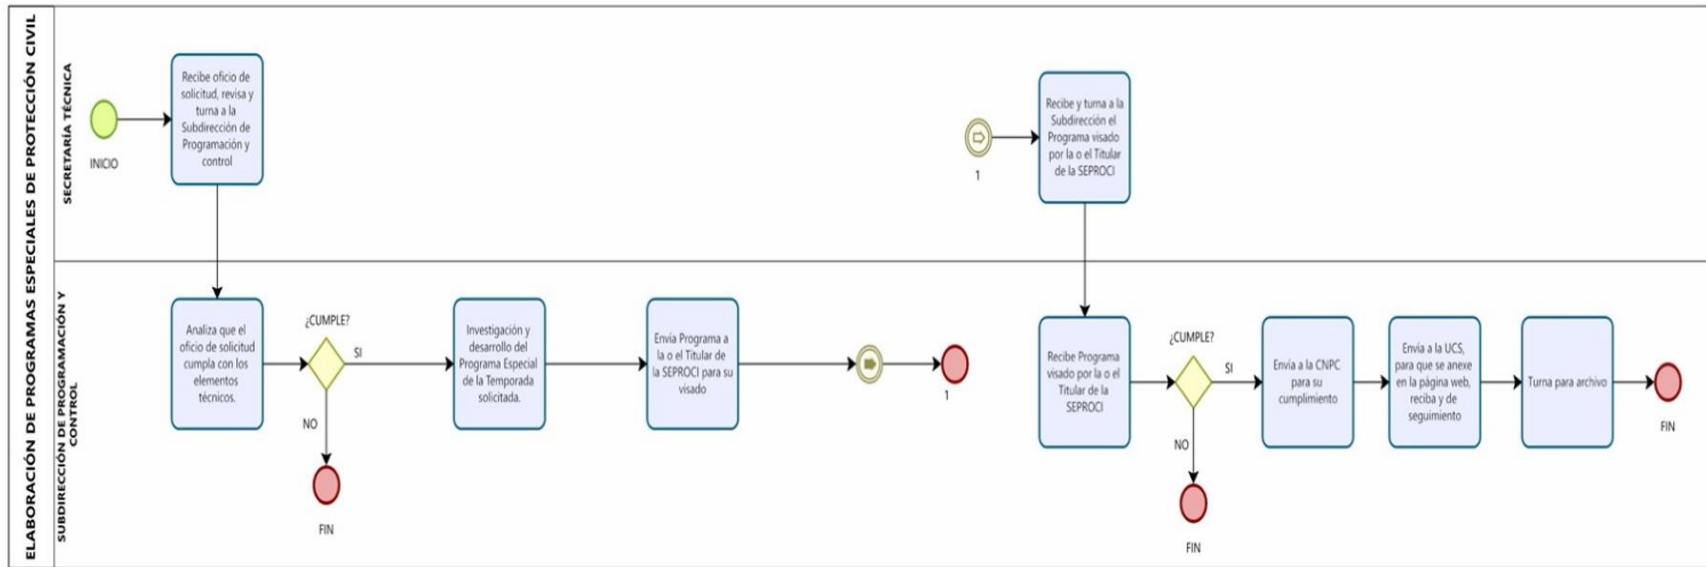 ELABORACIÓN DE PROGRAMAS ESPECIALES DE PROTECCIÓN CIVIL
SECRETARÍA TÉCNICA
INICIO
Recibe oficio de
solicitud, revisa y
turna a la
Subdirección de
Programación y
control
1
Recibe y turna a la
Subdirección el
Programa visado
por la o el Titular
de la SEPROCI
SUBDIRECCIÓN DE PROGRAMACIÓN Y
CONTROL
Analiza que el
oficio de solicitud
cumpla con los
elementos
técnicos.
¿CUMPLE?
SI
NO
FIN
Investigación y
desarrollo del
Programa Especial
de la Temporada
solicitada.
Envía Programa a
la o el Titular de
la SEPROCI para su
visado
1
Recibe Programa
visado por la o el
Titular de la
SEPROCI
¿CUMPLE?
SI
NO
FIN
Envía a la CNPC
para su
cumplimiento
Envía a la UCS,
para que se anexe
en la página web,
reciba y de
seguimiento
Turna para archivo
FIN